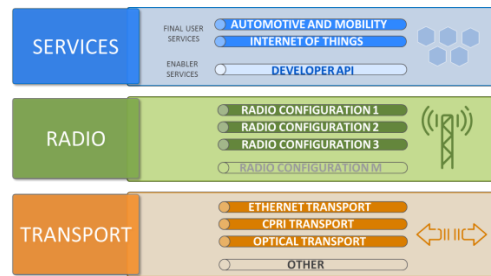 SERVICES
FINAL USER
SERVICES
AUTOMOTIVE AND MOBILITY
INTERNET OF THINGS
ENABLER
SERVICES
DEVELOPER API
RADIO
RADIO CONFIGURATION 1
RADIO CONFIGURATION 2
RADIO CONFIGURATION 3
RADIO CONFIGURATION M
TRANSPORT
ETHERNET TRANSPORT
CPRI TRANSPORT
OPTICAL TRANSPORT
OTHER